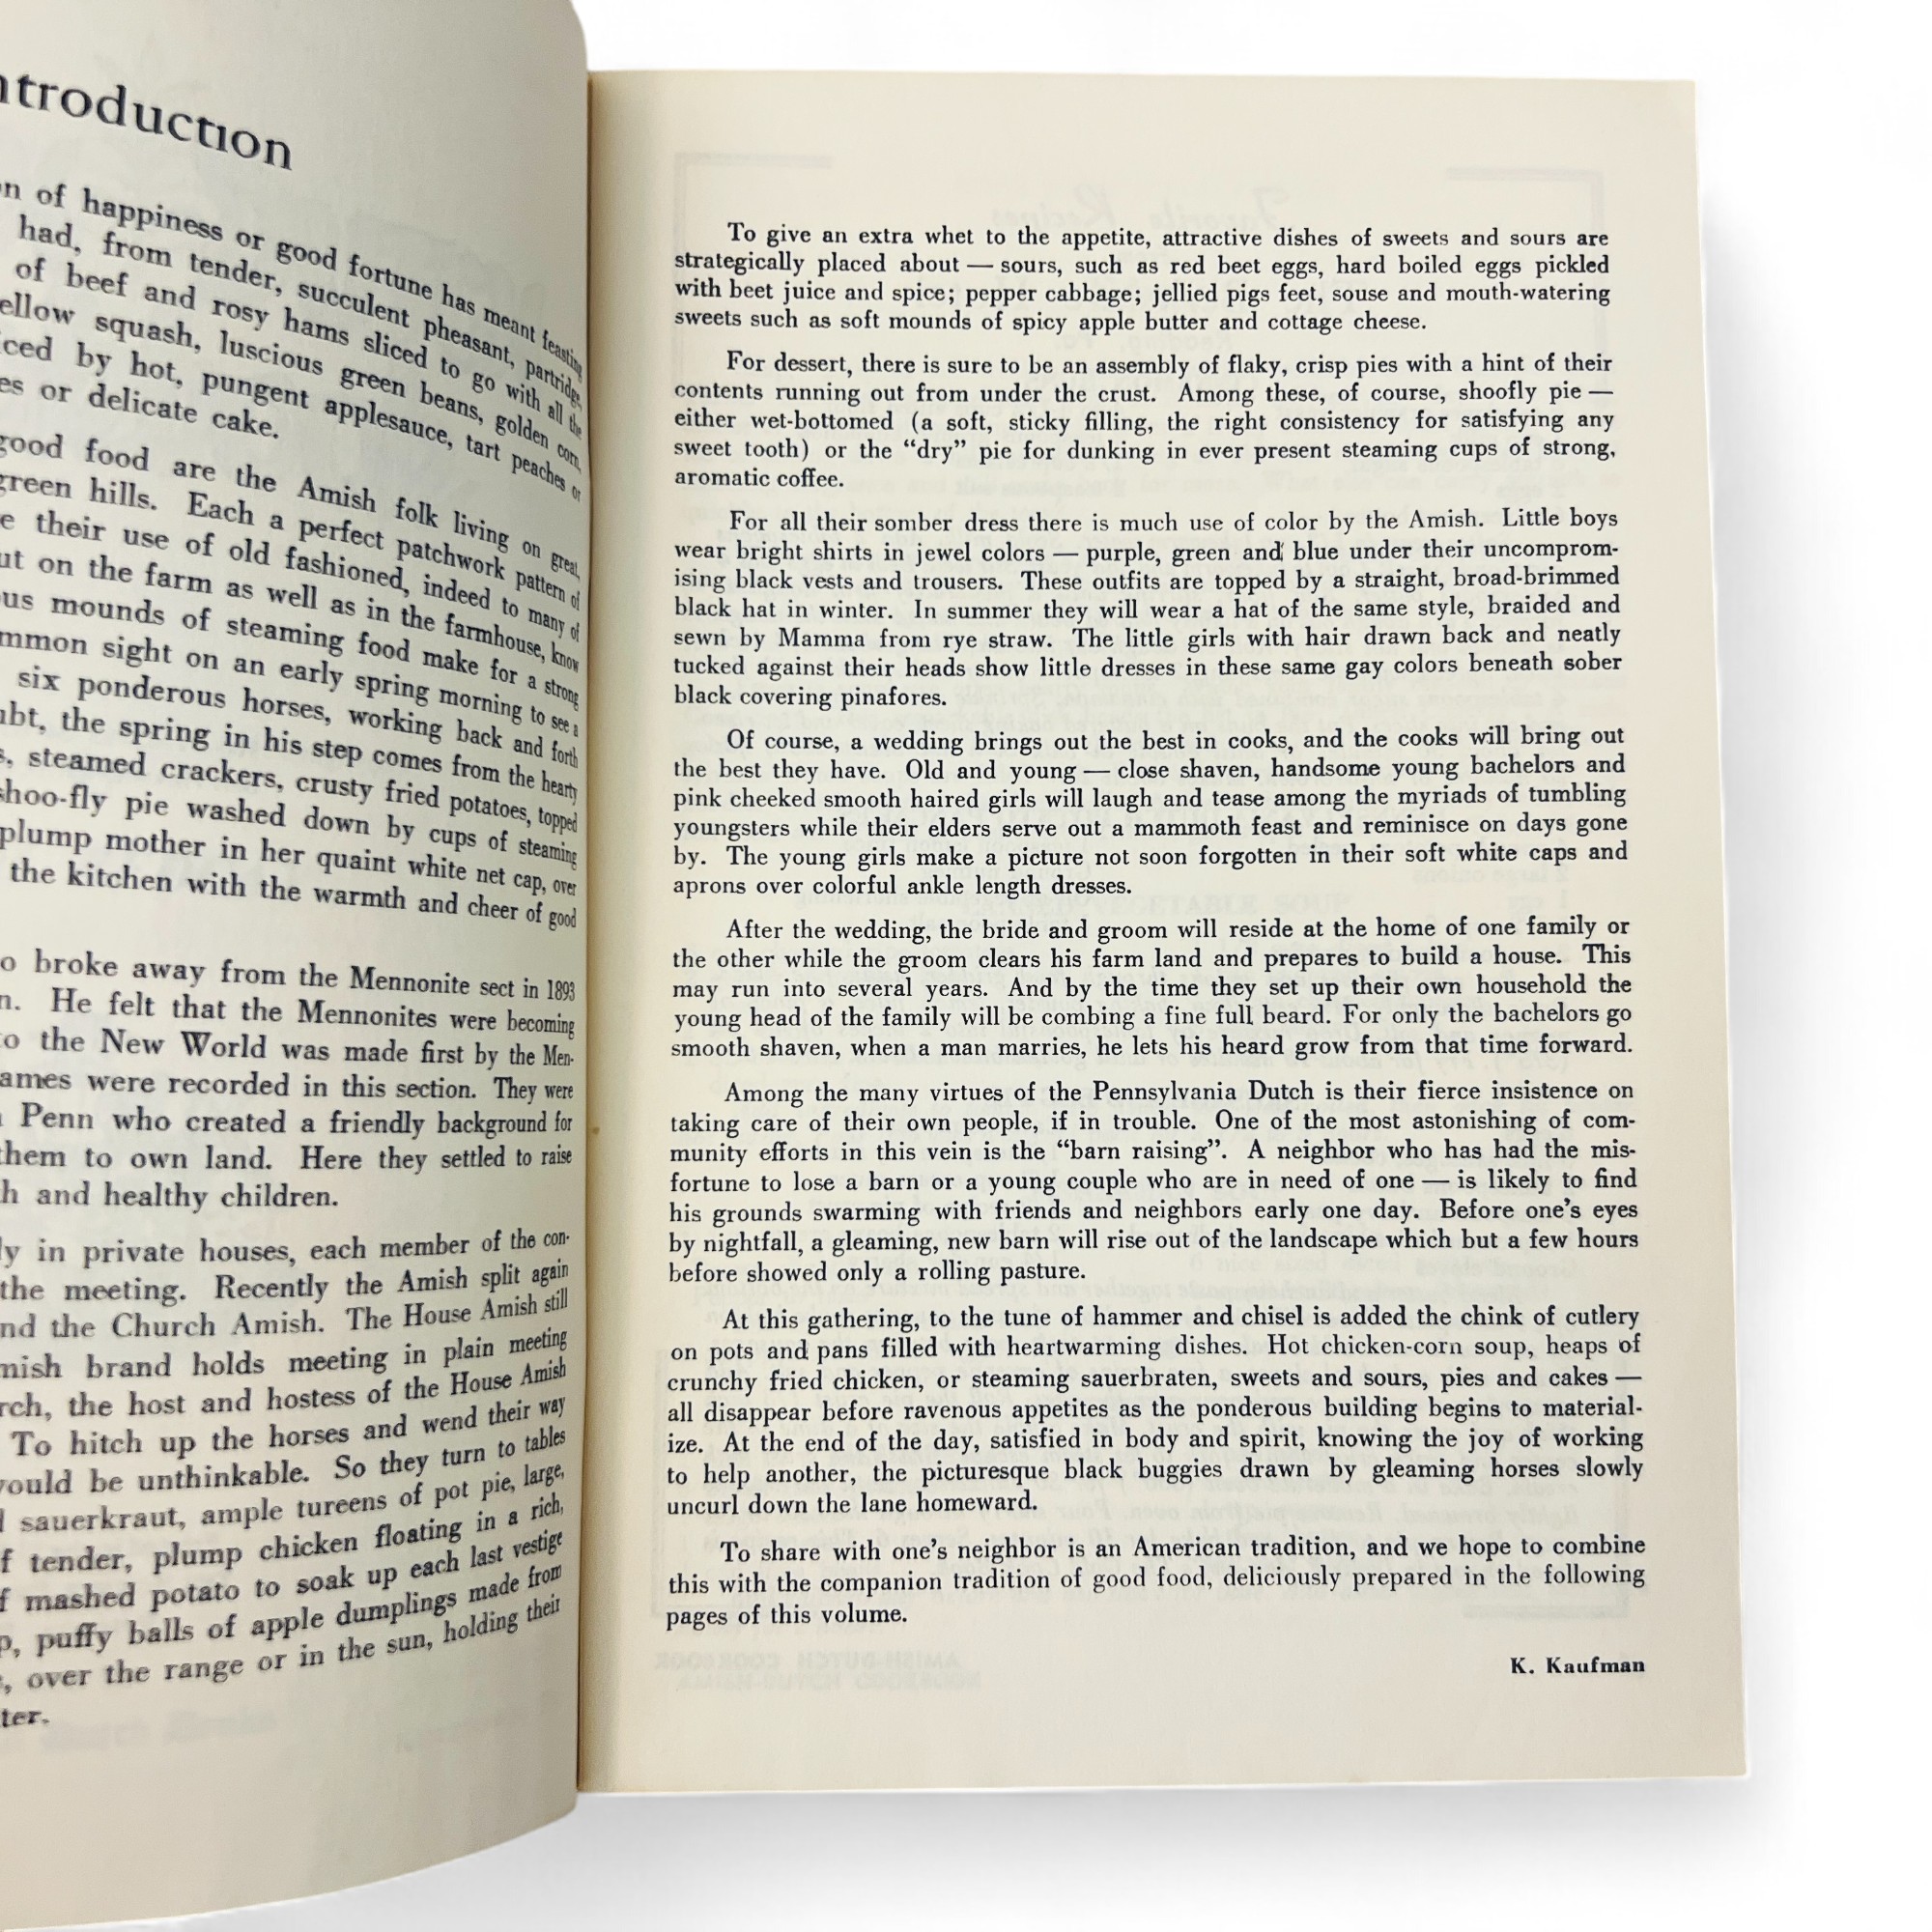 ntroduction
n of happiness or good fortune has meant feasting
had, from tender, succulent pheasant, partridge,
of beef and rosy hams sliced to go with all the
ellow squash, luscious green beans, golden corn,
ced by hot, pungent applesauce, tart peaches or
es or delicate cake.
good food are the Amish folk living on great,
green hills. Each a perfect patchwork pattern of
e their use of old fashioned, indeed to many of
ut on the farm as well as in the farmhouse, know
ous mounds of steaming food make for a strong
mmon sight on an early spring morning to see a
six ponderous horses, working back and forth
ubt, the spring in his step comes from the hearty
s, steamed crackers, crusty fried potatoes, topped
shoo-fly pie washed down by cups of steaming
plump mother in her quaint white net cap, over
the kitchen with the warmth and cheer of good
o broke away from the Mennonite sect in 1893
n. He felt that the Mennonites were becoming
to the New World was made first by the Men-
ames were recorded in this section. They were
Penn who created a friendly background for
them to own land. Here they settled to raise
h and healthy children.
ly in private houses, each member of the con-
the meeting. Recently the Amish split again
nd the Church Amish. The House Amish still
mish brand holds meeting in plain meeting
rch, the host and hostess of the House Amish
To hitch up the horses and wend their way
would be unthinkable. So they turn to tables
sauerkraut, ample tureens of pot pie, large,
f tender, plump chicken floating in a rich,
f mashed potato to soak up each last vestige
p, puffy balls of apple dumplings made from
, over the range or in the sun, holding their
ter.
To give an extra whet to the appetite, attractive dishes of sweets and sours are
strategically placed about — sours, such as red beet eggs, hard boiled eggs pickled
with beet juice and spice; pepper cabbage; jellied pigs feet, souse and mouth-watering
sweets such as soft mounds of spicy apple butter and cottage cheese.
For dessert, there is sure to be an assembly of flaky, crisp pies with a hint of their
contents running out from under the crust. Among these, of course, shoofly pie —
either wet-bottomed (a soft, sticky filling, the right consistency for satisfying any
sweet tooth) or the “dry” pie for dunking in ever present steaming cups of strong,
aromatic coffee.
For all their somber dress there is much use of color by the Amish. Little boys
wear bright shirts in jewel colors — purple, green and blue under their uncomprom-
ising black vests and trousers. These outfits are topped by a straight, broad-brimmed
black hat in winter. In summer they will wear a hat of the same style, braided and
sewn by Mamma from rye straw. The little girls with hair drawn back and neatly
tucked against their heads show little dresses in these same gay colors beneath sober
black covering pinafores.
Of course, a wedding brings out the best in cooks, and the cooks will bring out
the best they have. Old and young — close shaven, handsome young bachelors and
pink cheeked smooth haired girls will laugh and tease among the myriads of tumbling
youngsters while their elders serve out a mammoth feast and reminisce on days gone
by. The young girls make a picture not soon forgotten in their soft white caps and
aprons over colorful ankle length dresses.
After the wedding, the bride and groom will reside at the home of one family or
the other while the groom clears his farm land and prepares to build a house. This
may run into several years. And by the time they set up their own household the
young head of the family will be combing a fine full beard. For only the bachelors go
smooth shaven, when a man marries, he lets his heard grow from that time forward.
Among the many virtues of the Pennsylvania Dutch is their fierce insistence on
taking care of their own people, if in trouble. One of the most astonishing of com-
munity efforts in this vein is the “barn raising”. A neighbor who has had the mis-
fortune to lose a barn or a young couple who are in need of one — is likely to find
his grounds swarming with friends and neighbors early one day. Before one’s eyes
by nightfall, a gleaming, new barn will rise out of the landscape which but a few hours
before showed only a rolling pasture.
At this gathering, to the tune of hammer and chisel is added the chink of cutlery
on pots and pans filled with heartwarming dishes. Hot chicken-corn soup, heaps of
crunchy fried chicken, or steaming sauerbraten, sweets and sours, pies and cakes —
all disappear before ravenous appetites as the ponderous building begins to material-
ize. At the end of the day, satisfied in body and spirit, knowing the joy of working
to help another, the picturesque black buggies drawn by gleaming horses slowly
uncurl down the lane homeward.
To share with one’s neighbor is an American tradition, and we hope to combine
this with the companion tradition of good food, deliciously prepared in the following
pages of this volume.
K. Kaufman